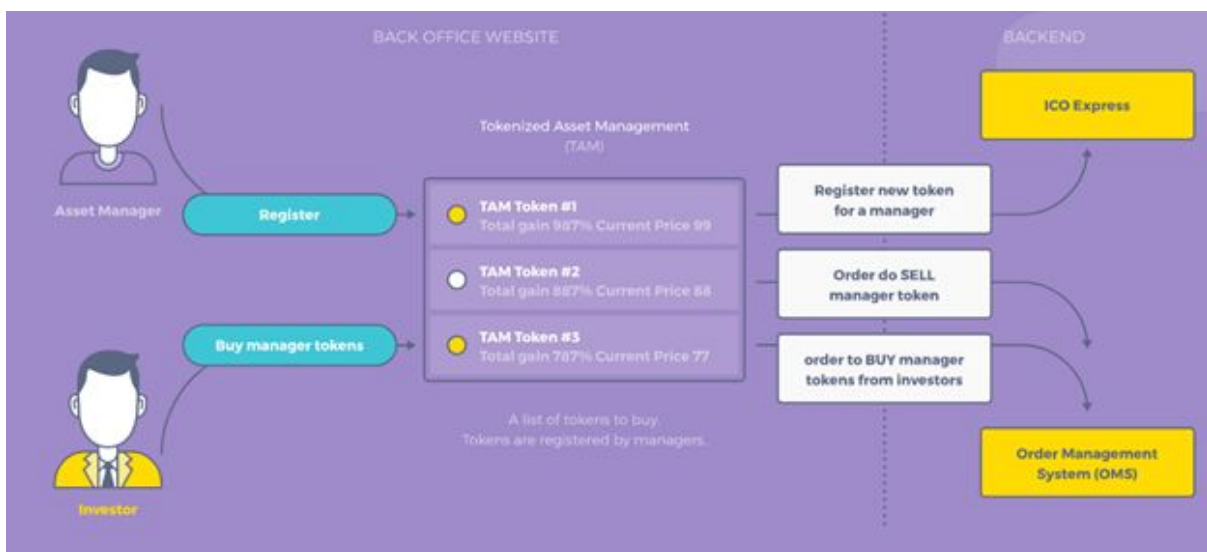 BACK OFFICE WEBSITE
BACKEND
ICO Express
Tokenized Asset Management
(TAM)
Asset Manager
Register
TAM Token #1
Total gain 987% Current Price 99
Register new token
for a manager
TAM Token #2
Total gain 887% Current Price 88
Order do SELL
manager token
Buy manager tokens
TAM Token #3
Total gain 787% Current Price 77
order to BUY manager
tokens from investors
A list of tokens to buy.
Tokens are registered by managers.
Order Management
System (OMS)
Investor